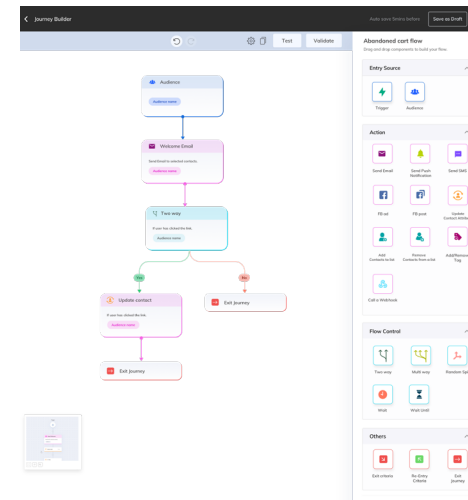 Journey Builder
Auto save 5mins before
Save as Draft
Test
Validate
Abandoned cart flow
Drag and drop components to build your flow.
Entry Source
Trigger
Audience
Action
Send Email
Send Push Notification
Send SMS
FB ad
FB post
Update
Add Contacts to list
Remove Contacts from a list
Add/Remove Tag
Call a Webhook
Flow Control
Two way
Multi way
Random Spl
Wait
Wait Until
Others
Exit criteria
Re-Entry Criteria
Exit Journey
Audience
Audience name
Welcome Email
Send Email to selected contacts.
Audience name
Two way
If user has clicked the link.
Audience name
Yes
No
Update contact
If user has clicked the link.
Audience name
Exit Journey
Exit Journey